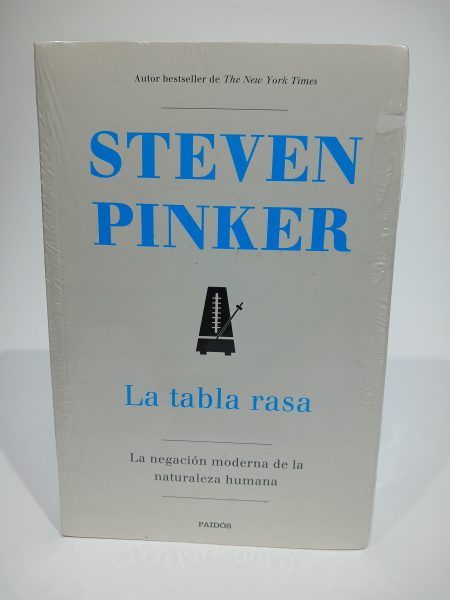 Autor bestseller de The New York Times
STEVEN
PINKER
La tabla rasa
La negación moderna de la
naturaleza humana
PAIDÓS